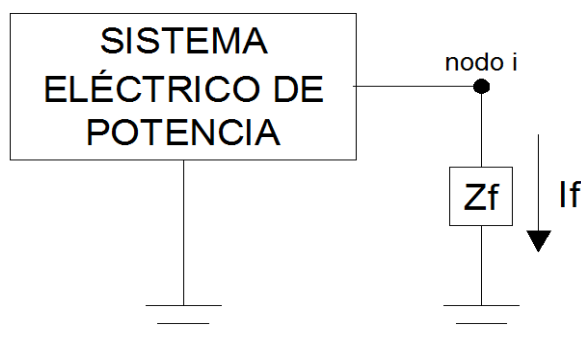 SISTEMA
ELÉCTRICO DE
POTENCIA
nodo i
Zf
If